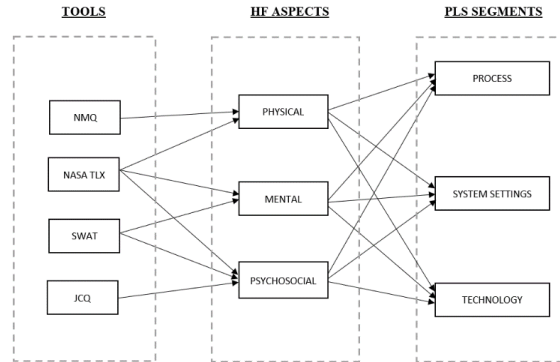 TOOLS
HF ASPECTS
PLS SEGMENTS
NMQ
NASA TLX
SWAT
JCQ
PHYSICAL
MENTAL
PSYCHOSOCIAL
PROCESS
SYSTEM SETTINGS
TECHNOLOGY